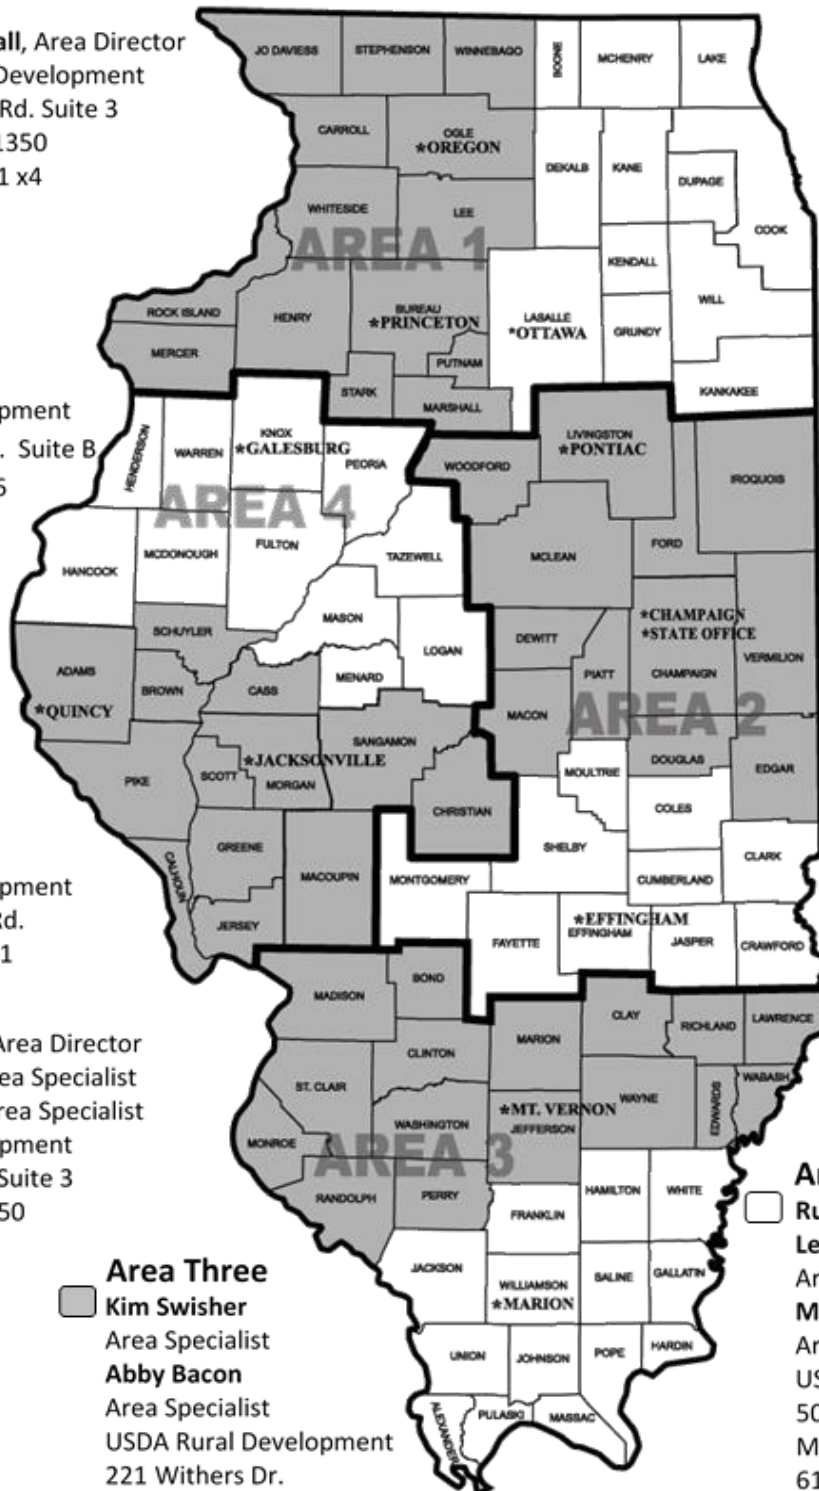 all, Area Director
Development
Rd. Suite 3
1350
1 x4
JO DAVIESS
STEPHENSON
WINNEBAGO
BOONE
MCHENRY
LAKE
CARROLL
OGLE
*OREGON
DEKALB
KANE
DUPAGE
COOK
WHITESIDE
LEE
AREA 1
KENDALL
WILL
ROCK ISLAND
HENRY
BUREAU
*PRINCETON
LASALLE
*OTTAWA
GRUNDY
MERCER
PUTNAM
STARK
MARSHALL
KANKAKEE
opment
. Suite B
6
HENDERSON
WARREN
KNOX
*GALESBURG
PEORIA
WOODFORD
LIVINGSTON
*PONTIAC
IROQUOIS
AREA 4
HANCOCK
MCDONOUGH
FULTON
TAZEWELL
MCLEAN
FORD
MASON
LOGAN
SCHUYLER
DEWITT
*CHAMPAIGN
*STATE OFFICE
CHAMPAIGN
VERMILION
ADAMS
*QUINCY
BROWN
CASS
MENARD
PIATT
MACON
AREA 2
SANGAMON
*JACKSONVILLE
SCOTT
MORGAN
PIKE
MOULTRIE
DOUGLAS
EDGAR
CHRISTIAN
COLES
GREENE
CALHOUN
MACOUPIN
SHELBY
CLARK
MONTGOMERY
CUMBERLAND
opment
Rd.
1
JERSEY
FAYETTE
*EFFINGHAM
EFFINGHAM
JASPER
CRAWFORD
MADISON
BOND
Area Director
ea Specialist
rea Specialist
opment
Suite 3
50
CLINTON
MARION
CLAY
RICHLAND
LAWRENCE
ST. CLAIR
WASHINGTON
*MT. VERNON
JEFFERSON
WAYNE
EDWARDS
WABASH
MONROE
AREA 3
RANDOLPH
PERRY
FRANKLIN
HAMILTON
WHITE
JACKSON
WILLIAMSON
*MARION
SALINE
GALLATIN
UNION
JOHNSON
POPE
HARDIN
ALEXANDER
PULASKI
MASSAC
Area Three
Kim Swisher
Area Specialist
Abby Bacon
Area Specialist
USDA Rural Development
221 Withers Dr.
Ar
Ru
Le
Ar
M
Ar
US
50
M
61